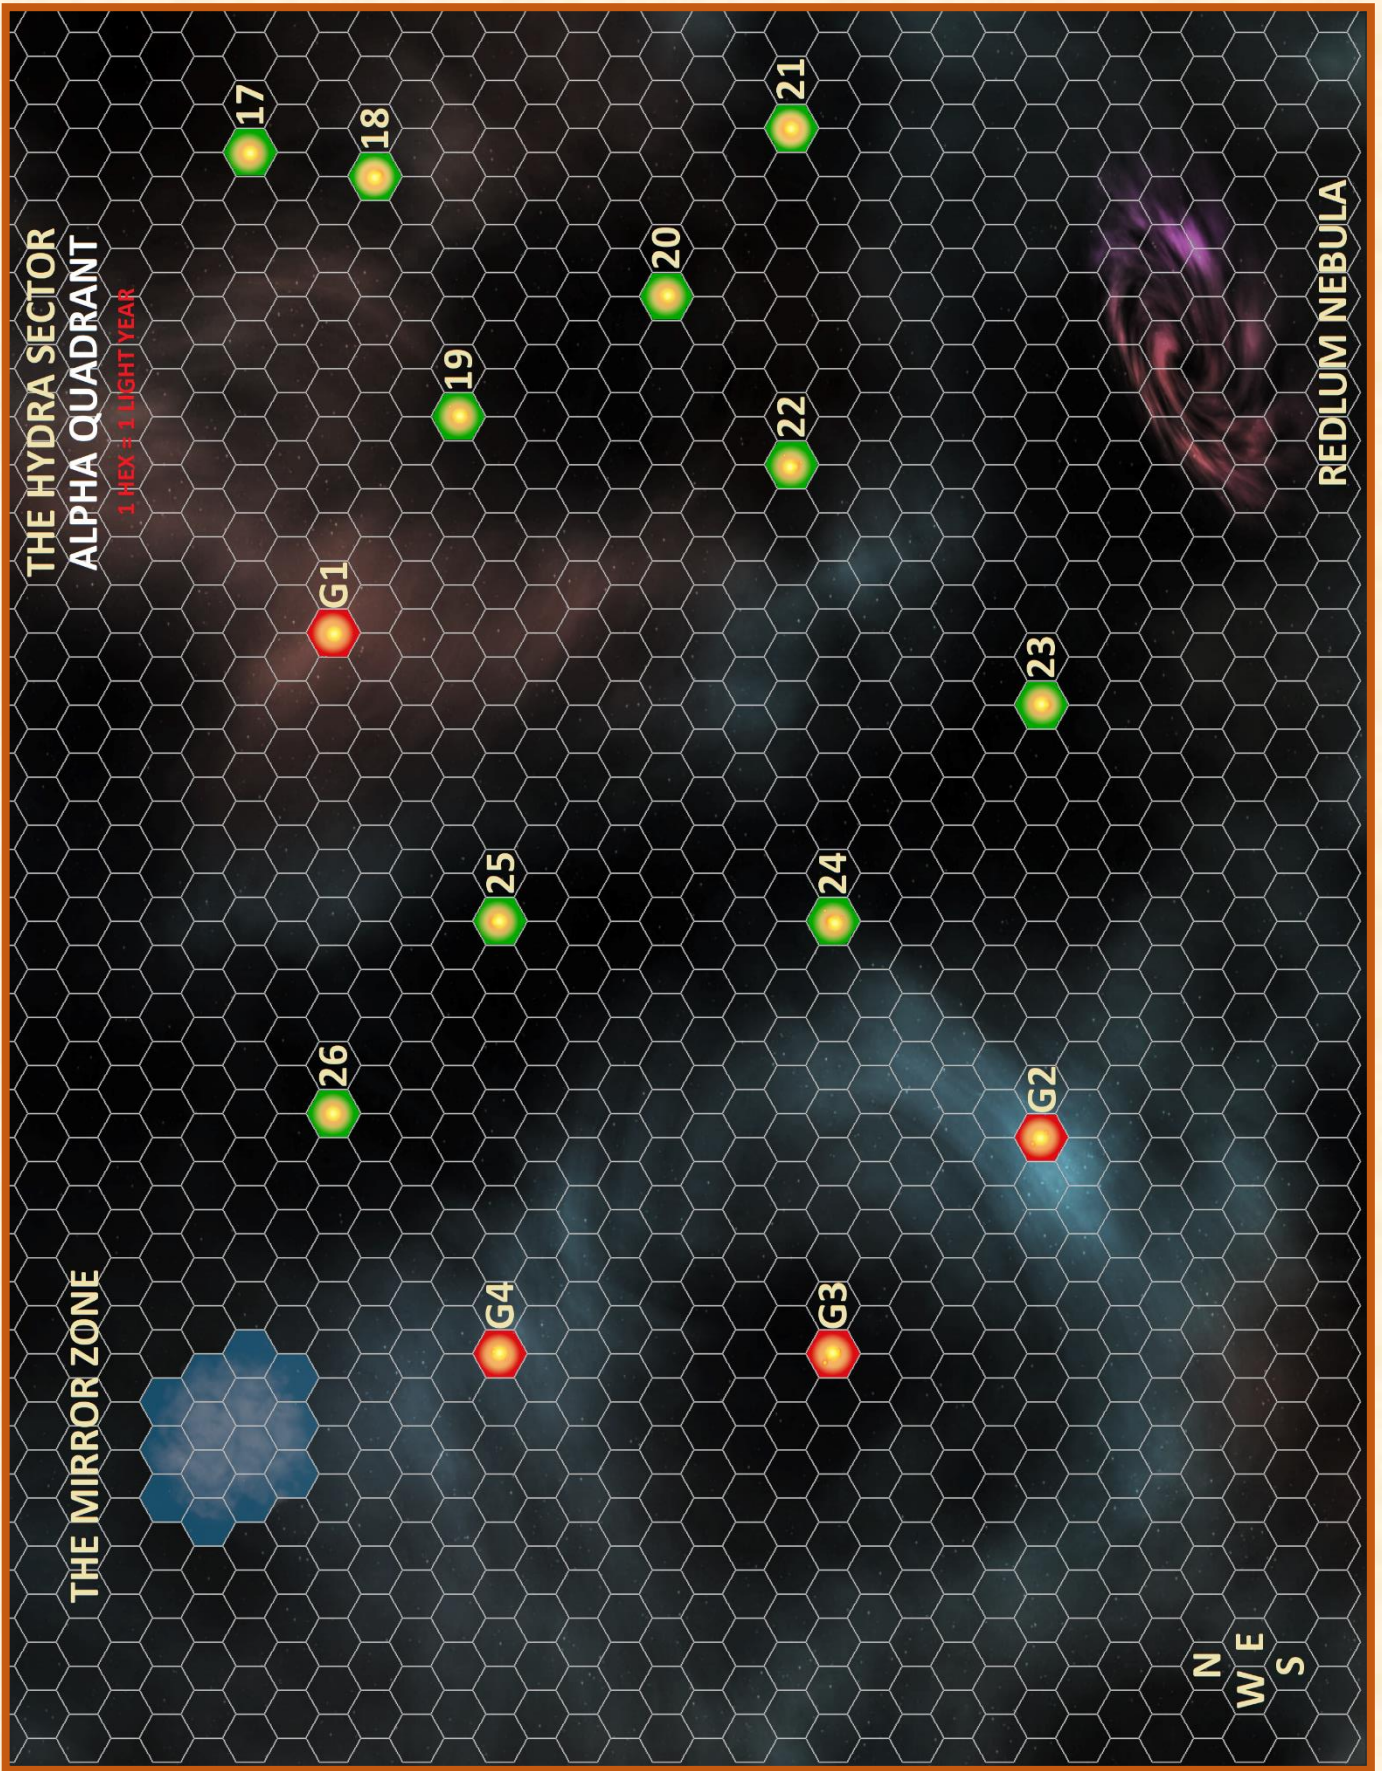 THE HYDRA SECTOR
THE MIRROR ZONE
ALPHA QUADRANT
1 HEX = 1 LIGHT YEAR
17
26
G1
18
19
G4
25
20
22
21
G3
24
G2
23
N
W E
S
REDLUM NEBULA